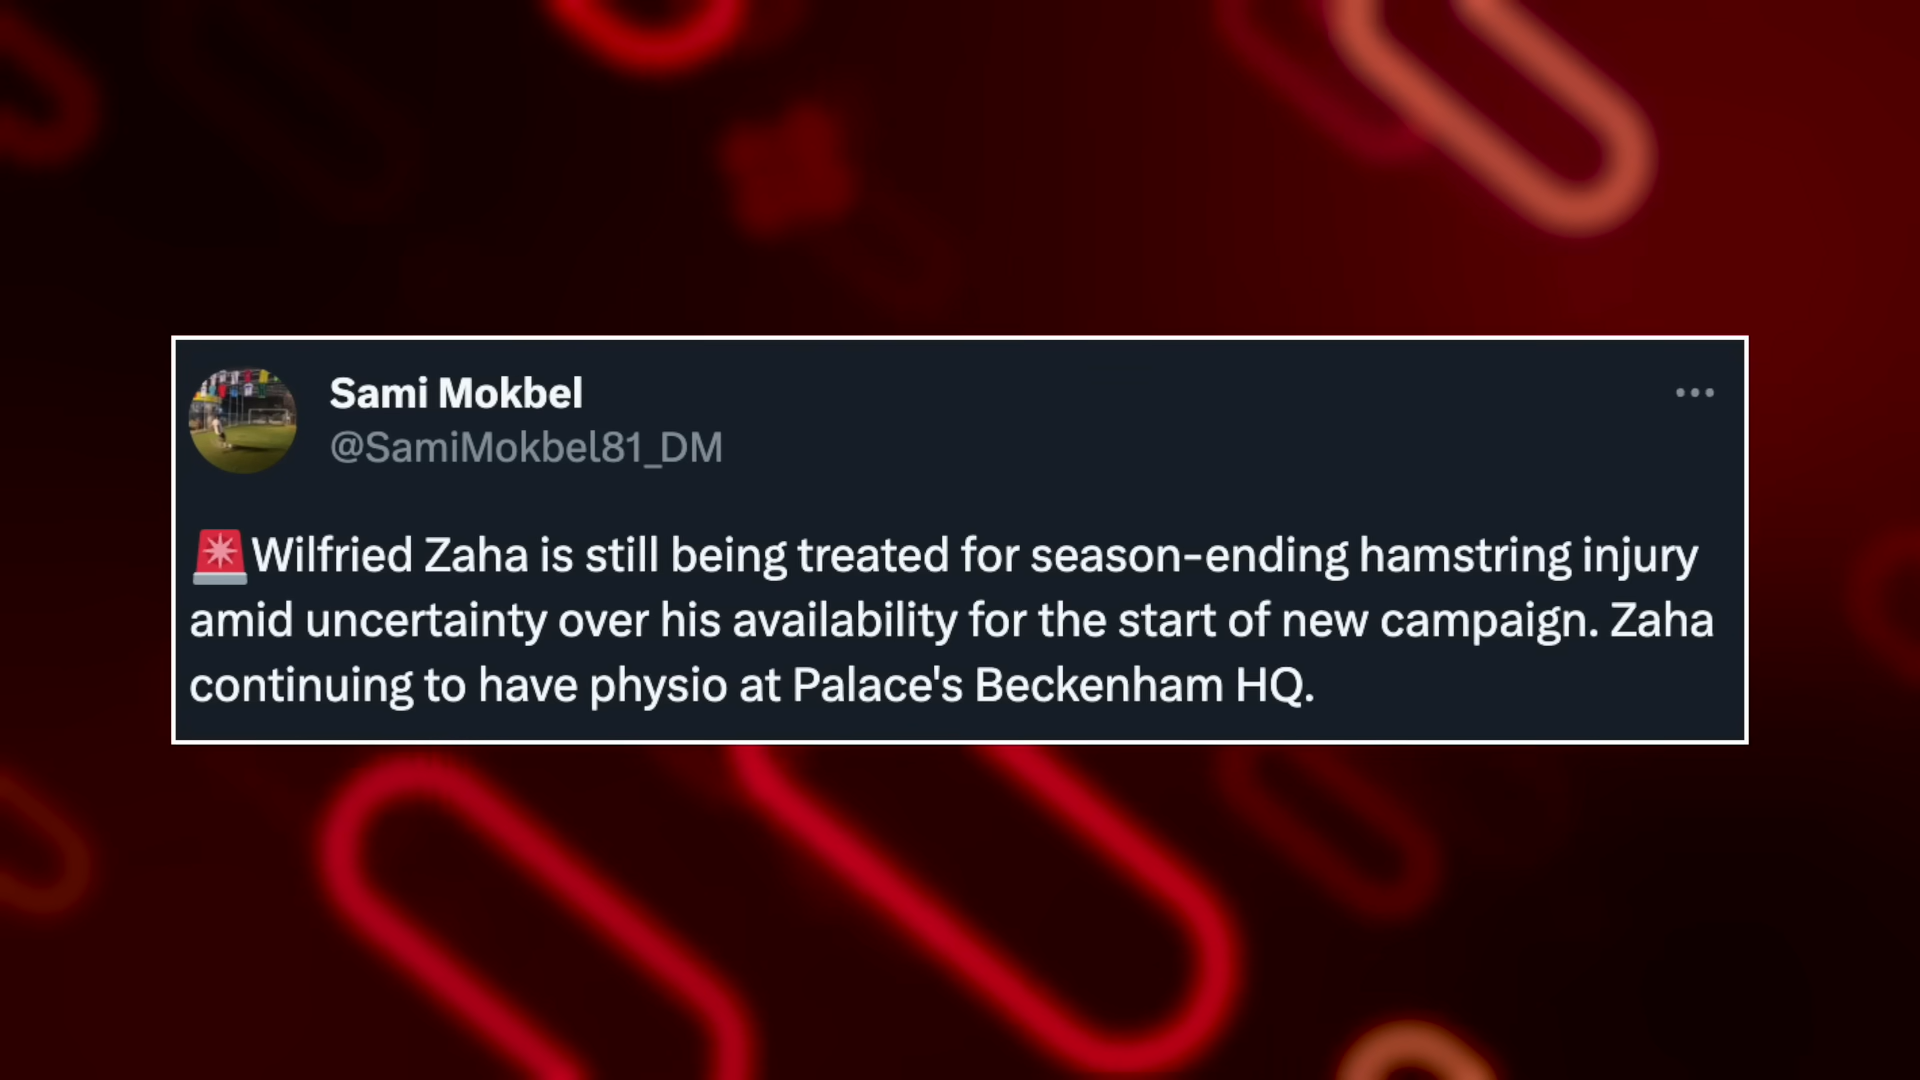 Sami Mokbel
@SamiMokbel81_DM
🚨Wilfried Zaha is still being treated for season-ending hamstring injury
amid uncertainty over his availability for the start of new campaign. Zaha
continuing to have physio at Palace's Beckenham HQ.